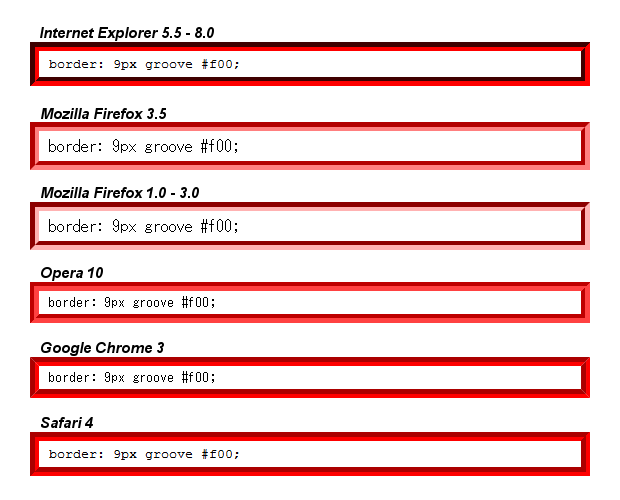 Internet Explorer 5.5 - 8.0
border: 9px groove #f00;
Mozilla Firefox 3.5
border: 9px groove #f00;
Mozilla Firefox 1.0 - 3.0
border: 9px groove #f00;
Opera 10
border: 9px groove #f00;
Google Chrome 3
border: 9px groove #f00;
Safari 4
border: 9px groove #f00;